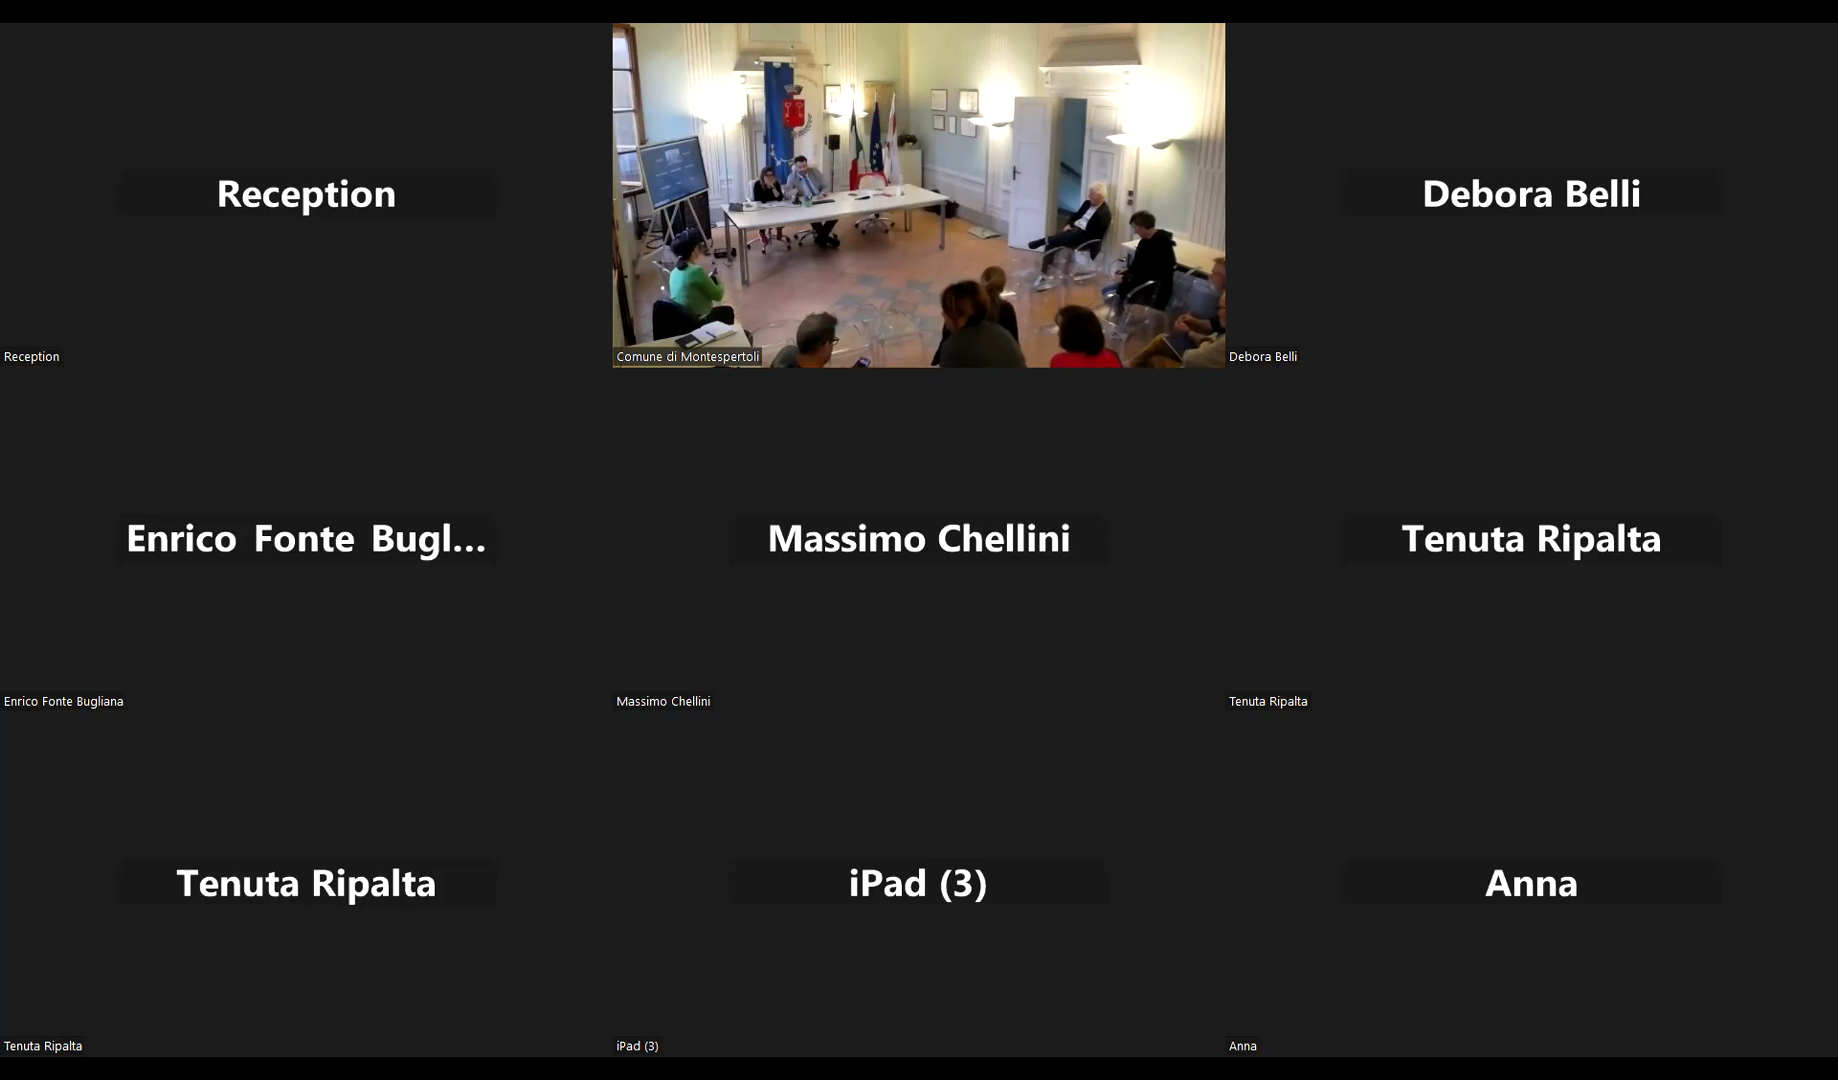 Reception
Debora Belli
Reception
Comune di Montespertoli
Debora Belli
Enrico Fonte Bugl...
Massimo Chellini
Tenuta Ripalta
Enrico Fonte Bugliana
Massimo Chellini
Tenuta Ripalta
Tenuta Ripalta
iPad (3)
Anna
Tenuta Ripalta
iPad (3)
Anna